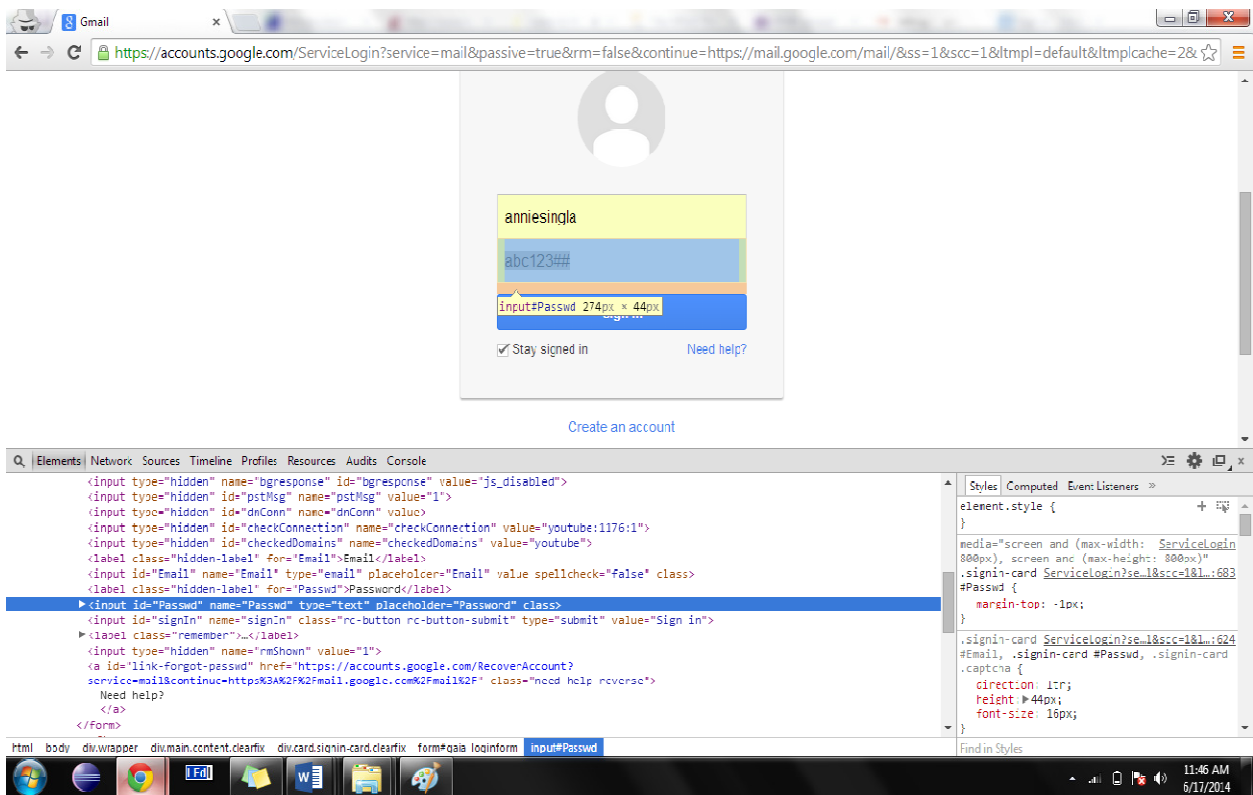 Gmail
https://accounts.google.com/ServiceLogin?service=mail&passive=true&rm=false&continue=https://mail.google.com/mail/&ss=1&scc=1&ltmpl=default&ltmplcache=2&
anniesingla
abc123##
input#Passwd 274px × 44px
Stay signed in Need help?
Create an account
Elements Network Sources Timeline Profiles Resources Audits Console
<input type="hidden" name="bgresponse" id="bgresponse" value="js_disabled">
<input type="hidden" id="pstMsg" name="pstMsg" value="1">
<input type="hidden" id="dnConn" name="dnConn" value>
<input type="hidden" id="checkConnection" name="checkConnection" value="youtube:1176:1">
<input type="hidden" id="checkedDomains" name="checkedDomains" value="youtube">
<label class="hidden-label" for="Email">Email</label>
<input id="Email" name="Email" type="email" placeholder="Email" value spellcheck="false" class>
<label class="hidden-label" for="Passwd">Password</label>
<input id="Passwd" name="Passwd" type="text" placeholder="Password" class>
<input id="signIn" name="signIn" class="rc-button rc-button-submit" type="submit" value="Sign in">
<label class="remember">…</label>
<input type="hidden" name="rmShown" value="1">
<a id="link-forgot-passwd" href="https://accounts.google.com/RecoverAccount?
service=mail&continue=https%3A%2F%2Fmail.google.com%2Fmail%2F" class="need-help-reverse">
Need help?
</a>
</form>
html body div.wrapper div.main.content.clearfix div.card.signin-card.clearfix form#gaia_loginform input#Passwd
Styles Computed Event Listeners »
element.style {
}
media="screen and (max-width: ServiceLogin
800px), screen and (max-height: 800px)"
.signin-card ServiceLogin?se…1&scc=1&l…:683
#Passwd {
margin-top: -1px;
}
.signin-card ServiceLogin?se…1&scc=1&l…:624
#Email, .signin-card #Passwd, .signin-card
.captcha {
direction: ltr;
height: 44px;
font-size: 16px;
}
Find in Styles
W
11:46 AM
6/17/2014